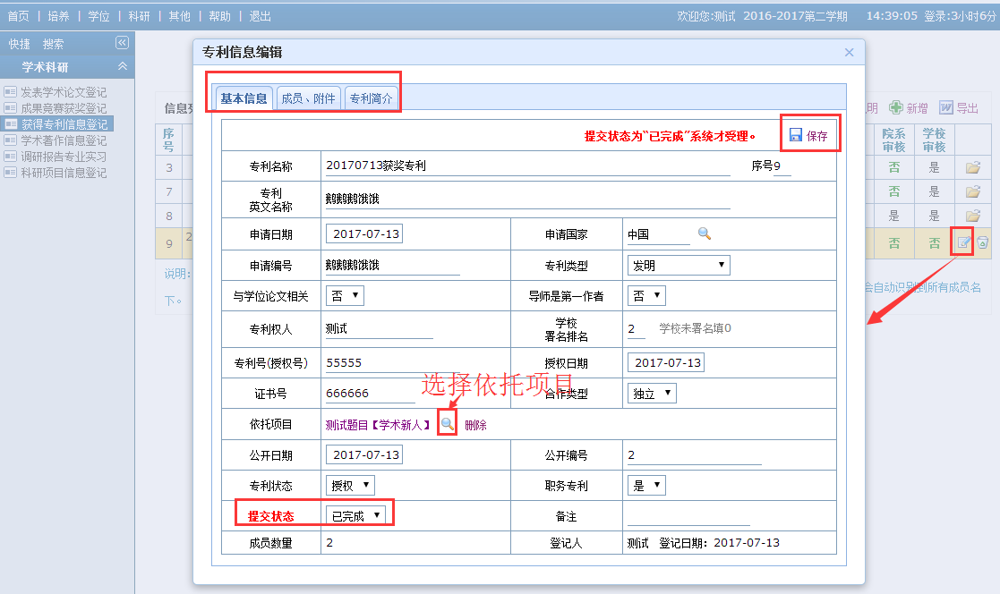 首页 | 培养 | 学位 | 科研 | 其他 | 帮助 | 退出
欢迎您:测试 2016-2017第二学期 14:39:05 登录:3小时6分
快捷 搜索
学术科研
发表学术论文登记
成果竞赛获奖登记
获得专利信息登记
学术著作信息登记
调研报告专业实习
科研项目信息登记
明 新增 导出
序号
院系审核 学校审核
3 否 是
7 否 是
8 是 是
9 2 否 否
说明:
会自动识别到所有成员名
下。
专利信息编辑
基本信息 成员、附件 专利简介
提交状态为“已完成”系统才受理。 保存
专利名称 20170713获奖专利 序号9
专利
英文名称
鹅鹅鹅饿饿
申请日期 2017-07-13 申请国家 中国
申请编号 鹅鹅鹅饿饿 专利类型 发明
与学位论文相关 否 导师是第一作者 否
专利权人 测试 学校署名排名 2 学校未署名填0
专利号(授权号) 55555 授权日期 2017-07-13
选择依托项目
证书号 666666 合作类型 独立
依托项目 测试题目【学术新人】 删除
公开日期 2017-07-13 公开编号 2
专利状态 授权 职务专利 是
提交状态 已完成 备注
成员数量 2 登记人 测试 登记日期：2017-07-13